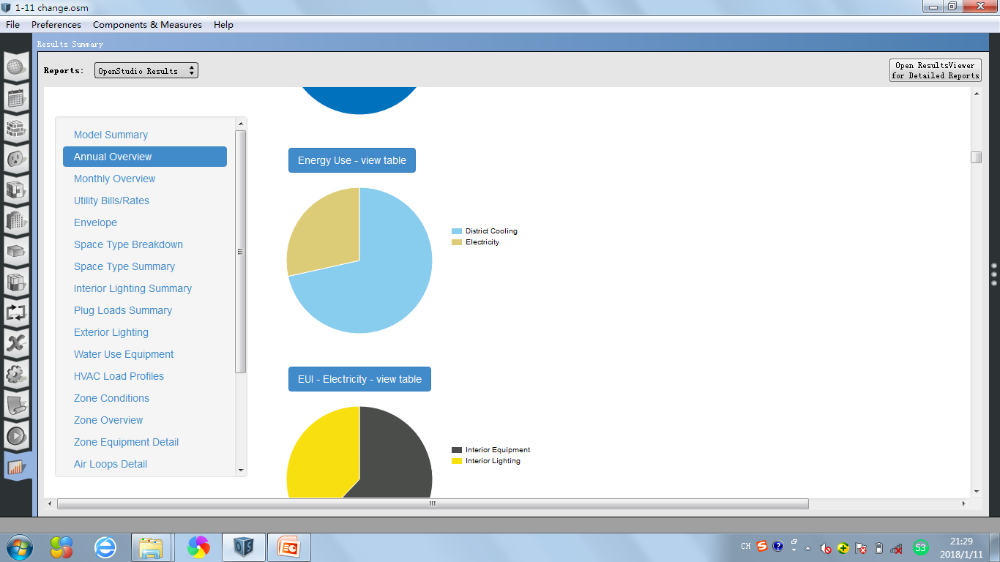 1-11 change.osm
File Preferences Components & Measures Help
Results Summary
Reports: OpenStudio Results
Open ResultsViewer
for Detailed Reports
Model Summary
Annual Overview
Monthly Overview
Utility Bills/Rates
Envelope
Space Type Breakdown
Space Type Summary
Interior Lighting Summary
Plug Loads Summary
Exterior Lighting
Water Use Equipment
HVAC Load Profiles
Zone Conditions
Zone Overview
Zone Equipment Detail
Air Loops Detail
Energy Use - view table
District Cooling
Electricity
EUI - Electricity - view table
Interior Equipment
Interior Lighting
CH
53
21:29
2018/1/11